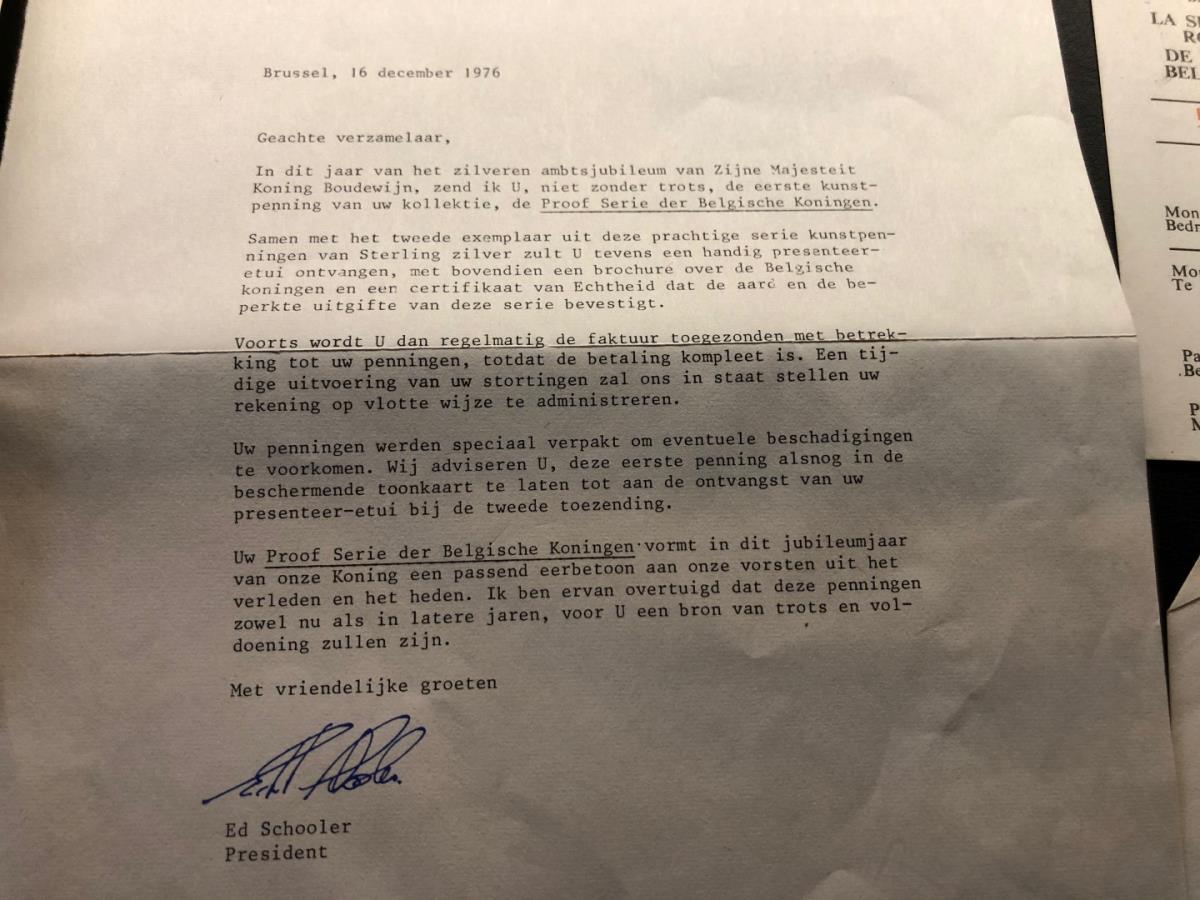 Brussel, 16 december 1976
Geachte verzamelaar,
In dit jaar van het zilveren ambtsjubileum van Zijne Majesteit
Koning Boudewijn, zend ik U, niet zonder trots, de eerste kunst-
penning van uw kollektie, de Proof Serie der Belgische Koningen.
Samen met het tweede exemplaar uit deze prachtige serie kunstpen-
ningen van Sterling zilver zult U tevens een handig presenteer-
etui ontvangen, met bovendien een brochure over de Belgische
koningen en een certifikaat van Echtheid dat de aard en de be-
perkte uitgifte van deze serie bevestigt.
Voorts wordt U dan regelmatig de faktuur toegezonden met betrek-
king tot uw penningen, totdat de betaling kompleet is. Een tij-
dige uitvoering van uw stortingen zal ons in staat stellen uw
rekening op vlotte wijze te administreren.
Uw penningen werden speciaal verpakt om eventuele beschadigingen
te voorkomen. Wij adviseren U, deze eerste penning alsnog in de
beschermende toonkaart te laten tot aan de ontvangst van uw
presenteer-etui bij de tweede toezending.
Uw Proof Serie der Belgische Koningen vormt in dit jubileumjaar
van onze Koning een passend eerbetoon aan onze vorsten uit het
verleden en het heden. Ik ben ervan overtuigd dat deze penningen
zowel nu als in latere jaren, voor U een bron van trots en vol-
doening zullen zijn.
Met vriendelijke groeten
Ed Schooler
President
LA
DE
BEL
Mon
Bedr
Mo
Te
Pa
Be
P
M